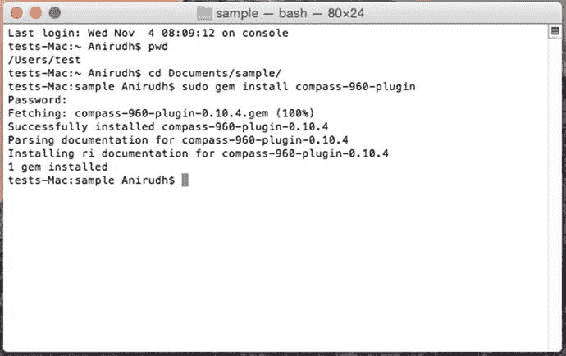 sample — bash — 80×24
Last login: Wed Nov  4 08:09:12 on console
tests-Mac:~ Anirudh$ pwd
/Users/test
tests-Mac:~ Anirudh$ cd Documents/sample/
tests-Mac:sample Anirudh$ sudo gem install compass-960-plugin
Password:
Fetching: compass-960-plugin-0.10.4.gem (100%)
Successfully installed compass-960-plugin-0.10.4
Parsing documentation for compass-960-plugin-0.10.4
Installing ri documentation for compass-960-plugin-0.10.4
1 gem installed
tests-Mac:sample Anirudh$